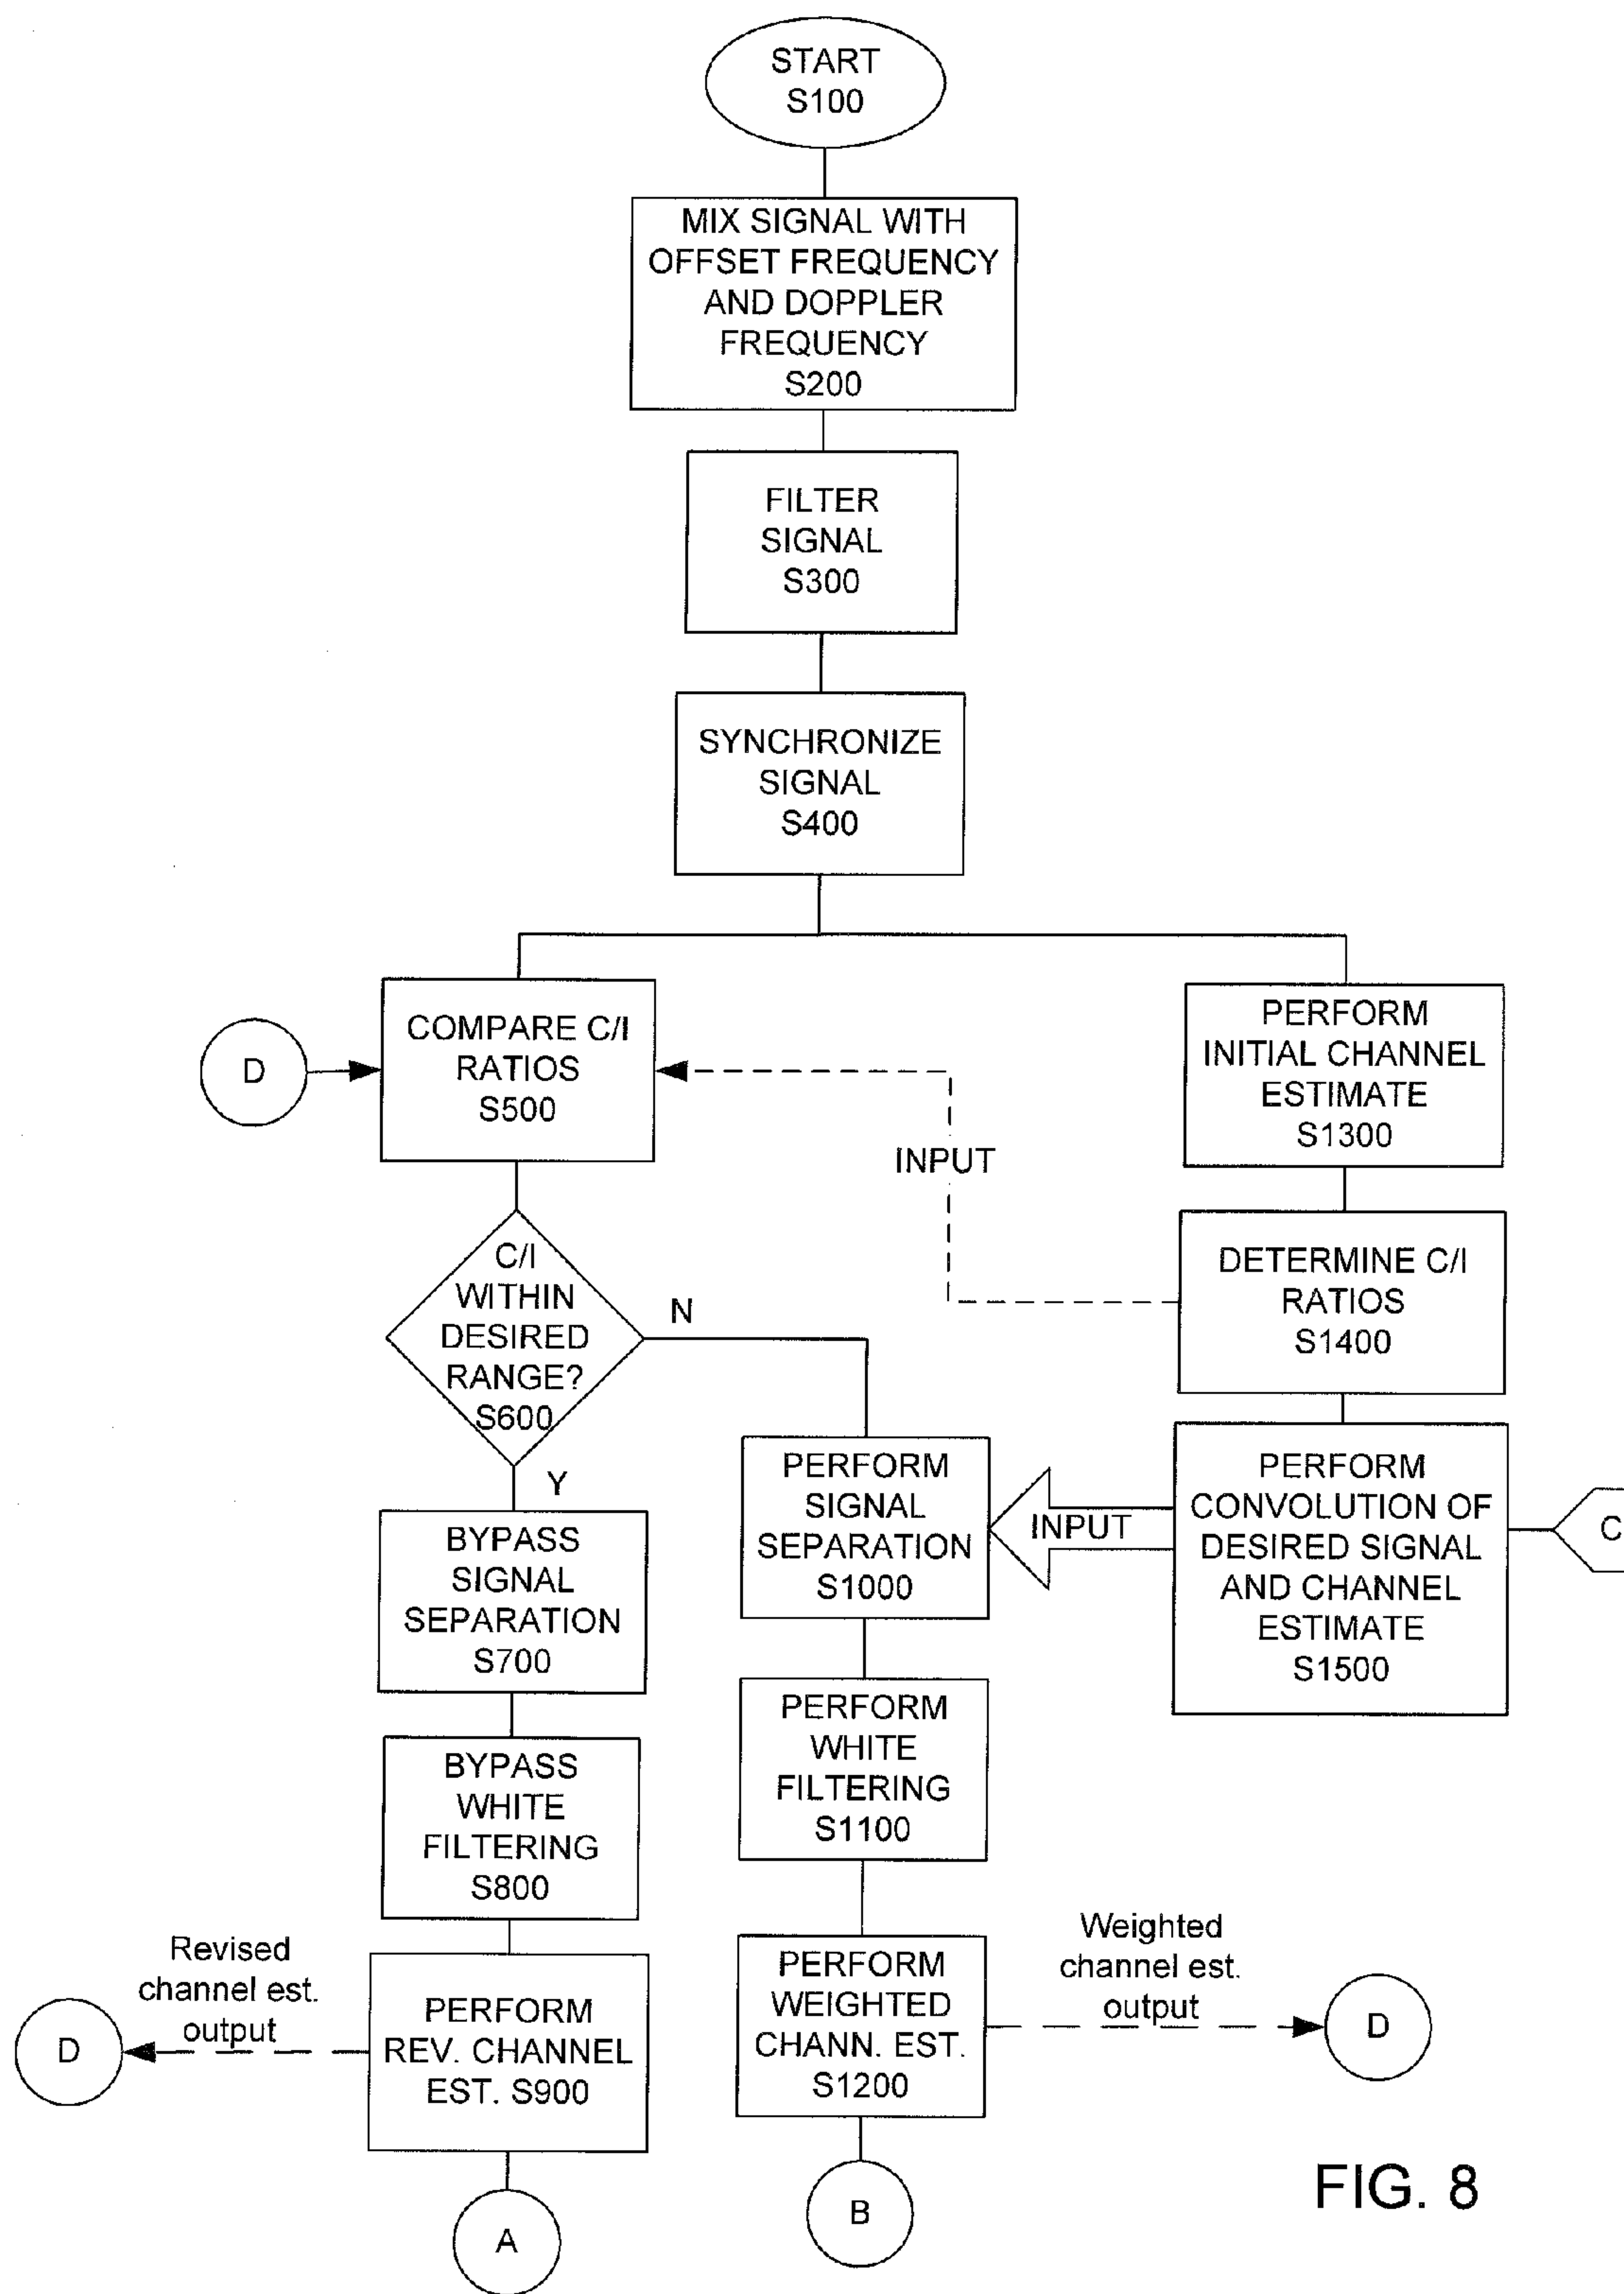 START
S100
MIX SIGNAL WITH
OFFSET FREQUENCY
AND DOPPLER
FREQUENCY
S200
FILTER
SIGNAL
S300
SYNCHRONIZE
SIGNAL
S400
D
COMPARE C/I
RATIOS
S500
INPUT
PERFORM
INITIAL CHANNEL
ESTIMATE
S1300
C/I
WITHIN
DESIRED
RANGE?
S600
N
Y
DETERMINE C/I
RATIOS
S1400
PERFORM
SIGNAL
SEPARATION
S1000
INPUT
PERFORM
CONVOLUTION OF
DESIRED SIGNAL
AND CHANNEL
ESTIMATE
S1500
C
BYPASS
SIGNAL
SEPARATION
S700
PERFORM
WHITE
FILTERING
S1100
BYPASS
WHITE
FILTERING
S800
Revised
channel est.
output
D
PERFORM
REV. CHANNEL
EST. S900
PERFORM
WEIGHTED
CHANN. EST.
S1200
Weighted
channel est.
output
D
A
B
FIG. 8